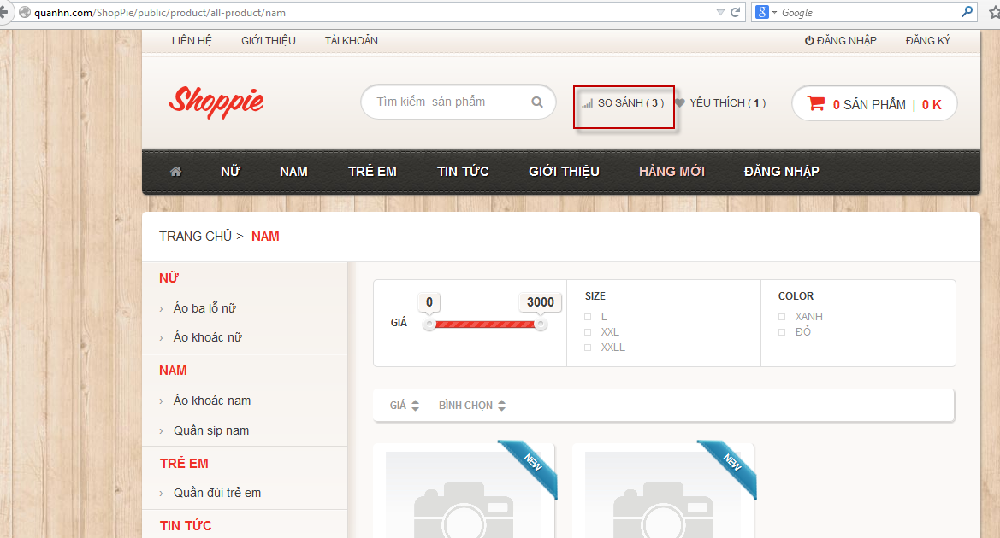 quanhn.com/ShopPie/public/product/all-product/nam
Google
LIÊN HỆ GIỚI THIỆU TÀI KHOẢN ĐĂNG NHẬP ĐĂNG KÝ
Shoppie
Tìm kiếm sản phẩm
SO SÁNH ( 3 ) YÊU THÍCH ( 1 )
0 SẢN PHẨM | 0 K
NỮ NAM TRẺ EM TIN TỨC GIỚI THIỆU HÀNG MỚI ĐĂNG NHẬP
TRANG CHỦ > NAM
NỮ
› Áo ba lỗ nữ
› Áo khoác nữ
NAM
› Áo khoác nam
› Quần sịp nam
TRẺ EM
› Quần đùi trẻ em
TIN TỨC
GIÁ
0 3000
SIZE
L
XXL
XXLL
COLOR
XANH
ĐỎ
GIÁ BÌNH CHỌN
NEW
NEW